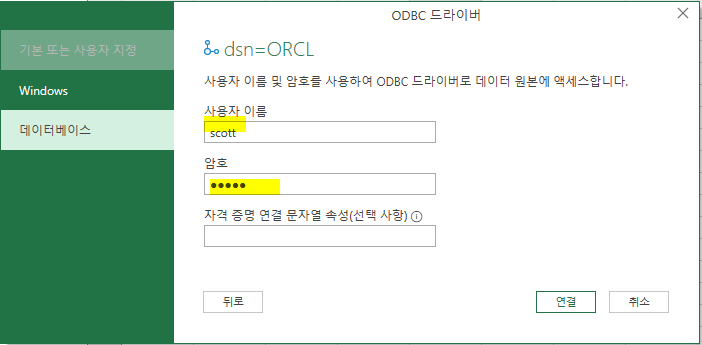 ODBC 드라이버
기본 또는 사용자 지정
Windows
데이터베이스
dsn=ORCL
사용자 이름 및 암호를 사용하여 ODBC 드라이버로 데이터 원본에 액세스합니다.
사용자 이름
scott
암호
●●●●●
자격 증명 연결 문자열 속성(선택 사항)
뒤로
연결
취소